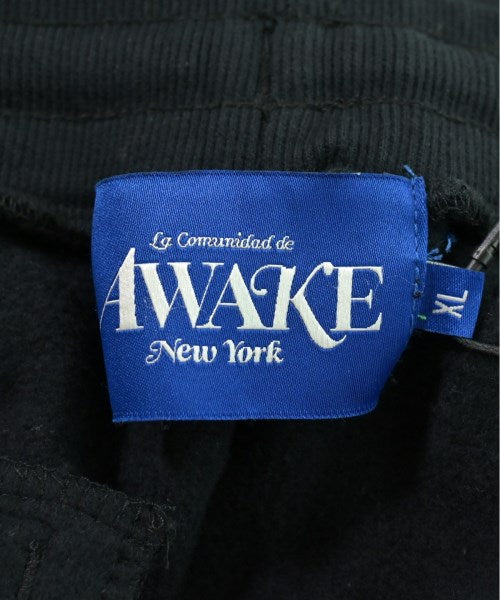 La Comunidad de
AWAKE
New York
XL